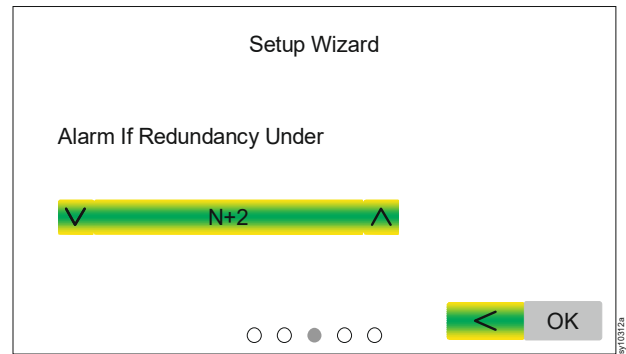 Setup Wizard
Alarm If Redundancy Under
N+2
< OK
sy10312a